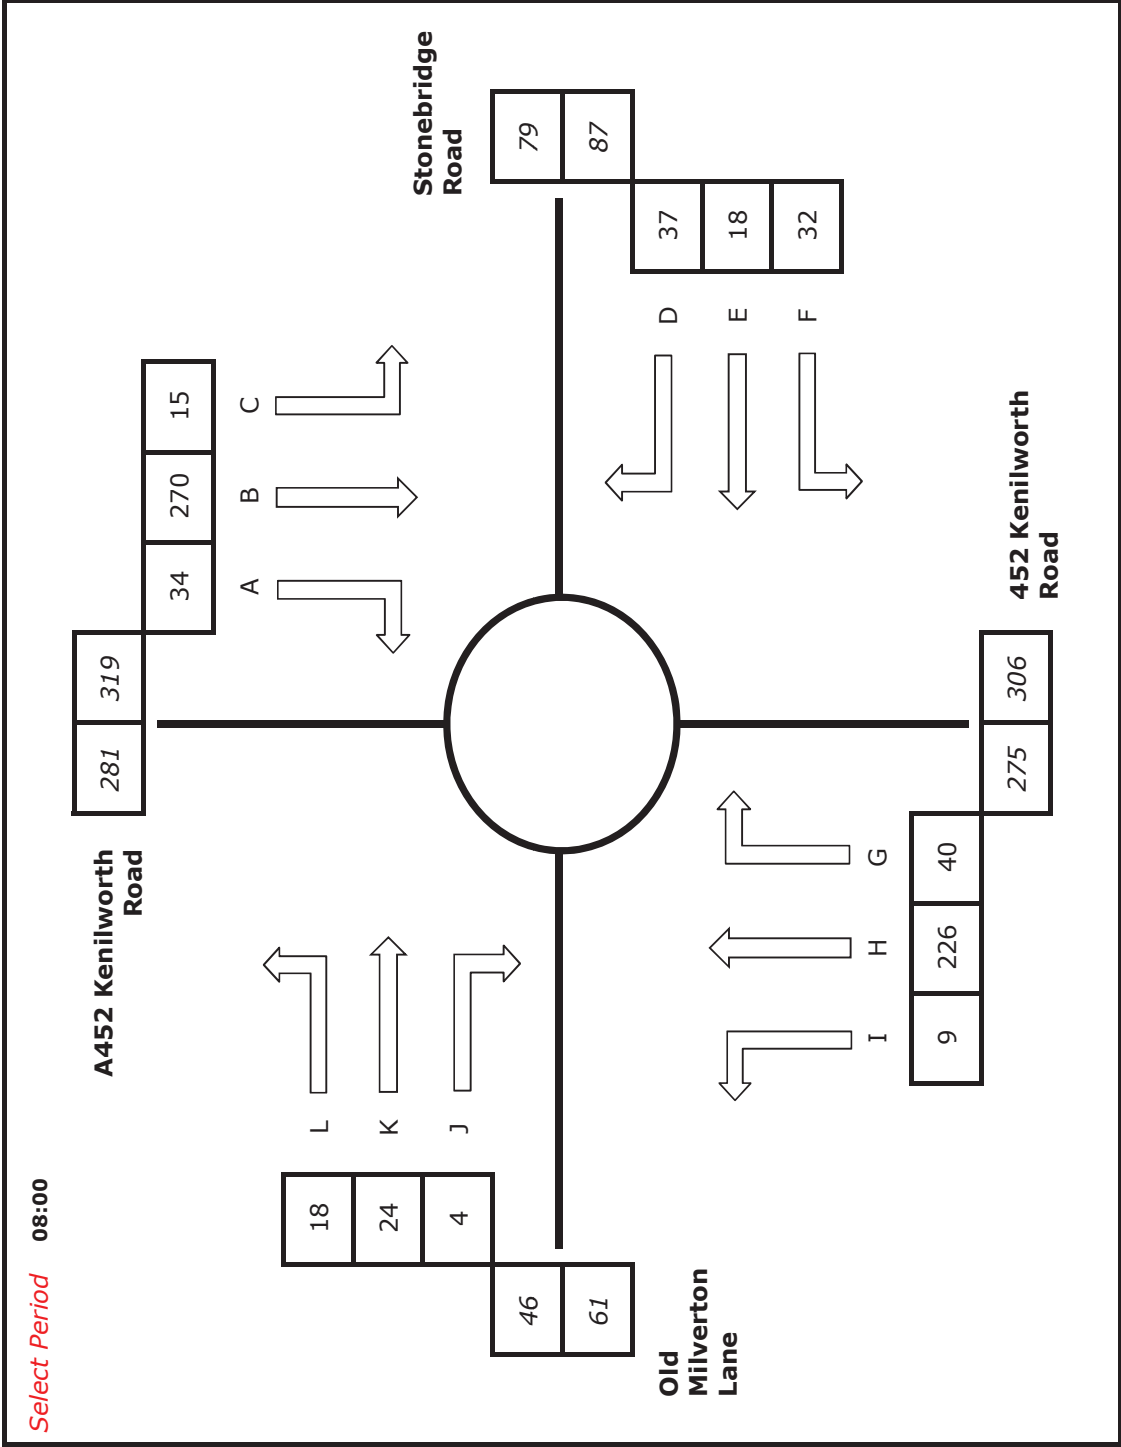 Select Period 08:00
A452 Kenilworth
Road
281 319
34 270 15
A B C
Stonebridge
Road
79
87
37
18
32
D
E
F
L
K
J
18
24
4
46
61
Old
Milverton
Lane
I H G
9 226 40
275 306
452 Kenilworth
Road